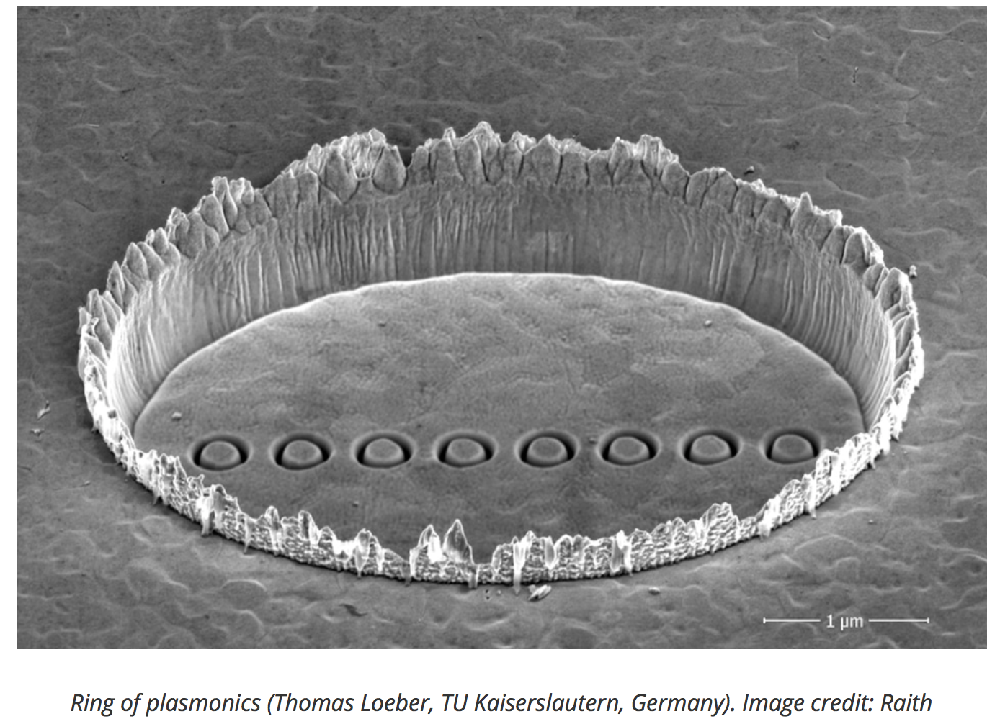 1 µm
Ring of plasmonics (Thomas Loeber, TU Kaiserslautern, Germany). Image credit: Raith